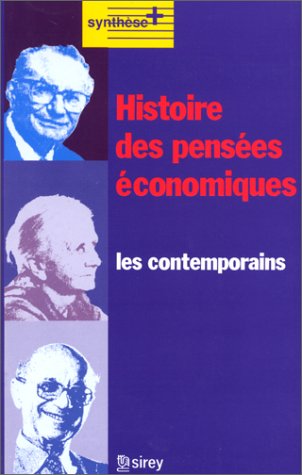 synthèse+
Histoire
des pensées
économiques
les contemporains
sirey